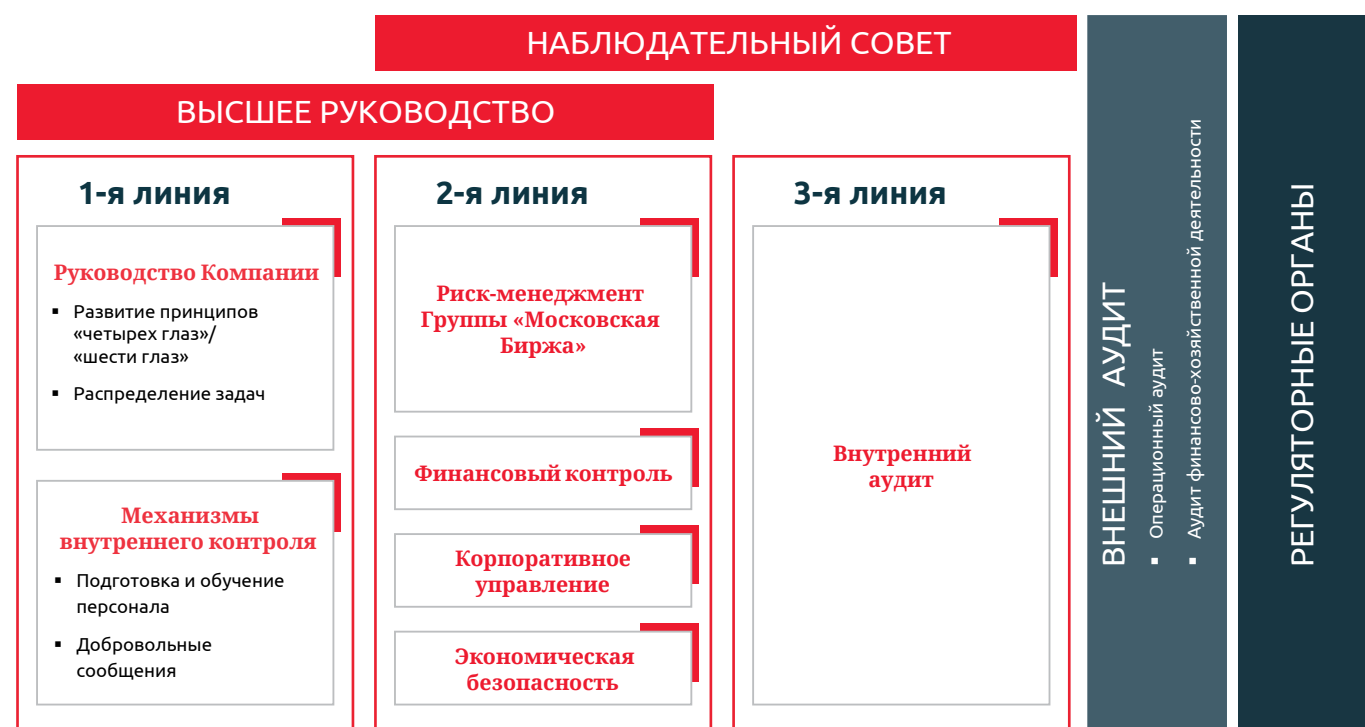 НАБЛЮДАТЕЛЬНЫЙ СОВЕТ
ВЫСШЕЕ РУКОВОДСТВО
1-я линия
Руководство Компании
▪ Развитие принципов
«четырех глаз»/
«шести глаз»
▪ Распределение задач
Механизмы
внутреннего контроля
▪ Подготовка и обучение
персонала
▪ Добровольные
сообщения
2-я линия
Риск-менеджмент
Группы «Московская
Биржа»
Финансовый контроль
Корпоративное
управление
Экономическая
безопасность
3-я линия
Внутренний
аудит
ВНЕШНИЙ АУДИТ
▪ Операционный аудит
▪ Аудит финансово-хозяйственной деятельности
РЕГУЛЯТОРНЫЕ ОРГАНЫ